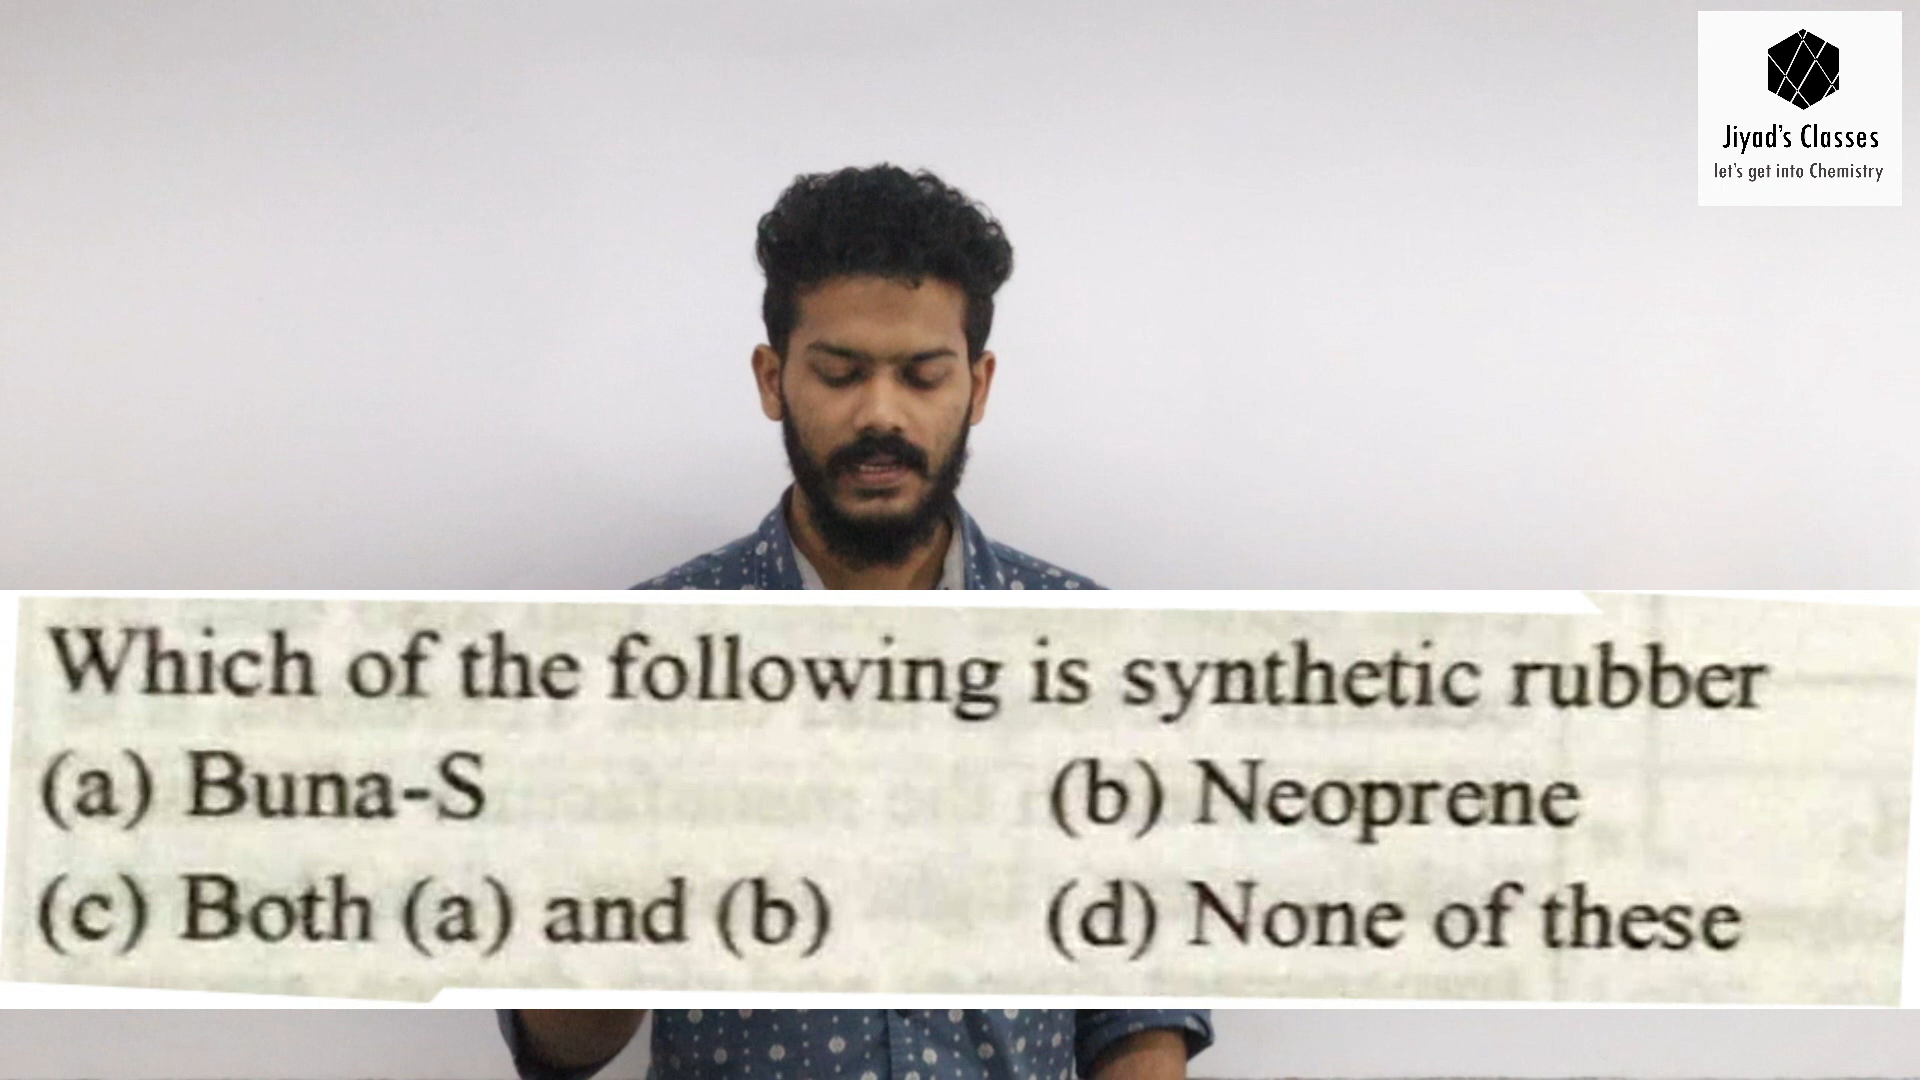 Jiyad's Classes
let's get into Chemistry
Which of the following is synthetic rubber
(a) Buna-S (b) Neoprene
(c) Both (a) and (b) (d) None of these